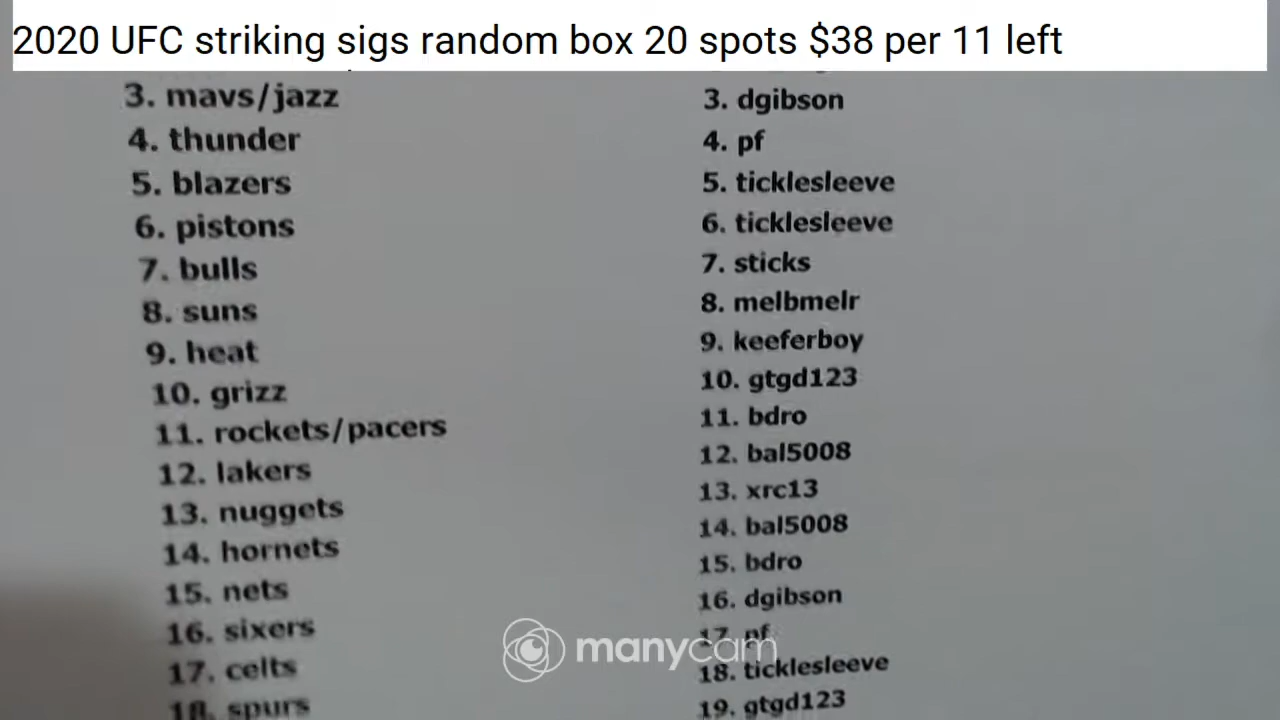 2020 UFC striking sigs random box 20 spots $38 per 11 left
3. mavs/jazz
4. thunder
5. blazers
6. pistons
7. bulls
8. suns
9. heat
10. grizz
11. rockets/pacers
12. lakers
13. nuggets
14. hornets
15. nets
16. sixers
17. celts
18. spurs
3. dgibson
4. pf
5. ticklesleeve
6. ticklesleeve
7. sticks
8. melbmelr
9. keeferboy
10. gtgd123
11. bdro
12. bal5008
13. xrc13
14. bal5008
15. bdro
16. dgibson
17. pf
18. ticklesleeve
19. gtgd123
manycam